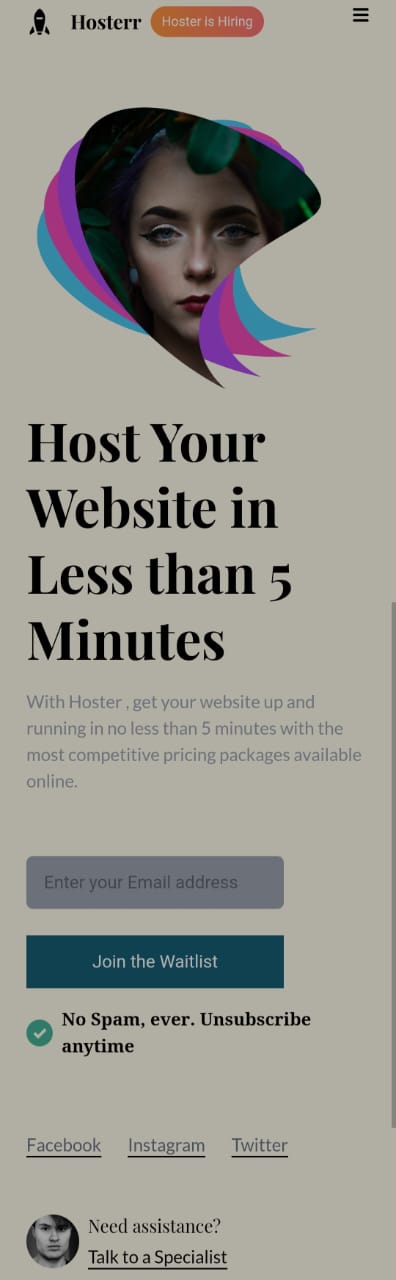 Hosterr
Hoster is Hiring
Host Your
Website in
Less than 5
Minutes
With Hoster , get your website up and
running in no less than 5 minutes with the
most competitive pricing packages available
online.
Enter your Email address
Join the Waitlist
No Spam, ever. Unsubscribe
anytime
Facebook Instagram Twitter
Need assistance?
Talk to a Specialist